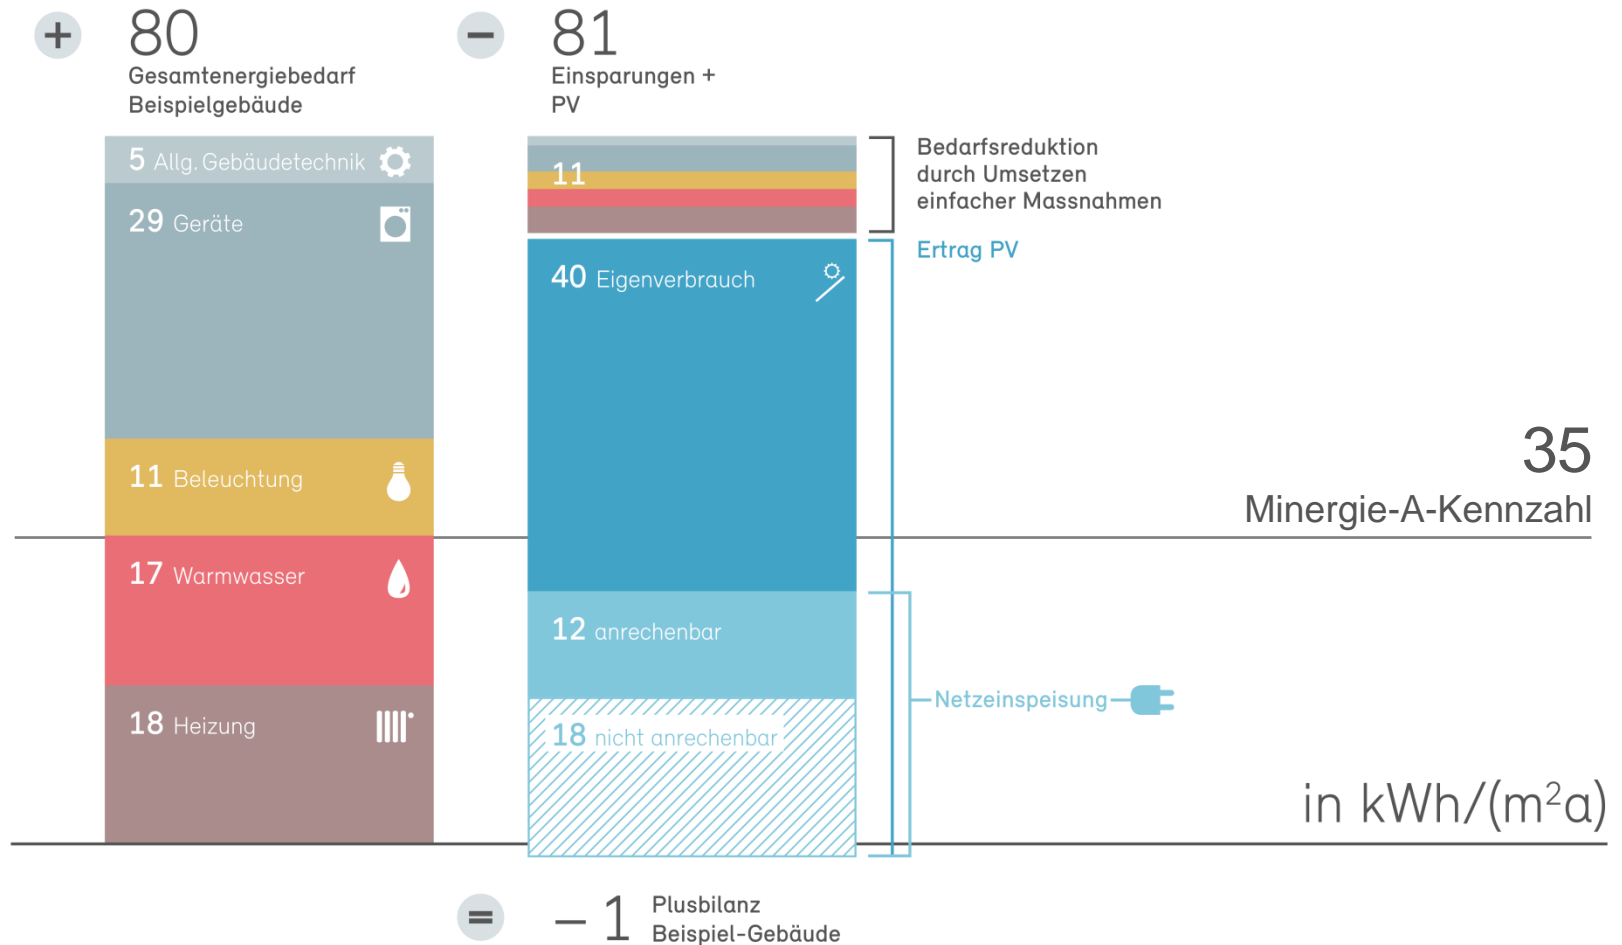 + 80
Gesamtenergiebedarf
Beispielgebäude
5 Allg. Gebäudetechnik
29 Geräte
11 Beleuchtung
17 Warmwasser
18 Heizung
− 81
Einsparungen +
PV
11
Bedarfsreduktion
durch Umsetzen
einfacher Massnahmen
Ertrag PV
40 Eigenverbrauch
12 anrechenbar
18 nicht anrechenbar
Netzeinspeisung
35
Minergie-A-Kennzahl
in kWh/(m²a)
= – 1
Plusbilanz
Beispiel-Gebäude